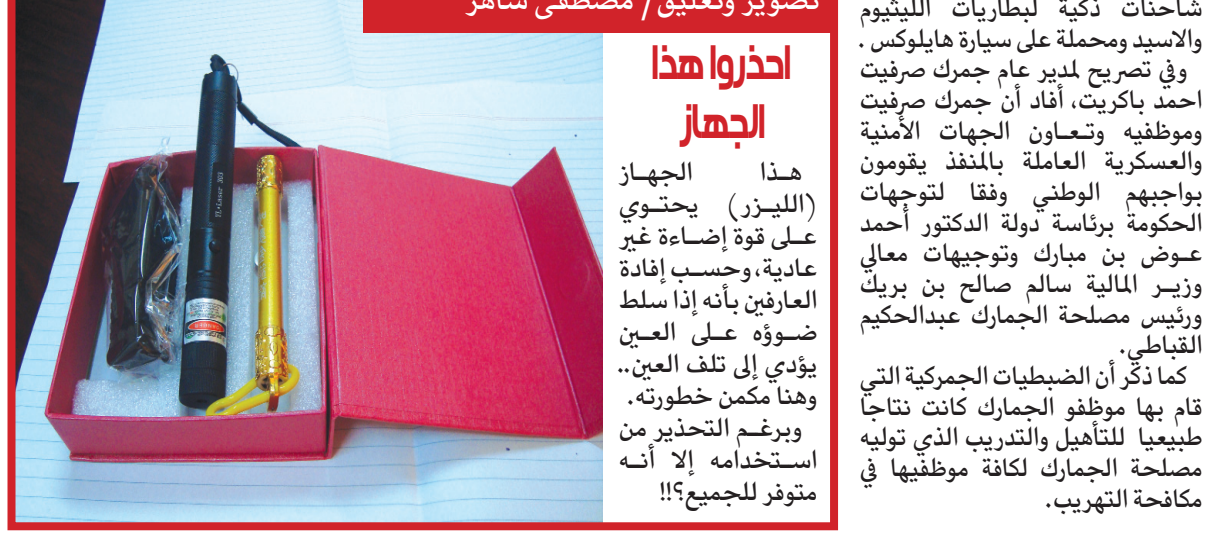 شاحنات ذكية لبطاريات الليثيوم
والاسيد ومحملة على سيارة هايلوكس .
وفي تصريح لمدير عام جمرك صرفيت
احمد باكريت، أفاد أن جمرك صرفيت
وموظفيه وتعاون الجهات الأمنية
والعسكرية العاملة بالمنفذ يقومون
بواجبهم الوطني وفقا لتوجهات
الحكومة برئاسة دولة الدكتور أحمد
عوض بن مبارك وتوجيهات معالي
وزير المالية سالم صالح بن بريك
ورئيس مصلحة الجمارك عبدالحكيم
القباطي.
كما ذكر أن الضبطيات الجمركية التي
قام بها موظفو الجمارك كانت نتاجا
طبيعيا للتأهيل والتدريب الذي توليه
مصلحة الجمارك لكافة موظفيها في
مكافحة التهريب.
تصوير وتعليق/ مصطفى شاهر
احذروا هذا
الجهاز
هذا الجهاز
(الليزر) يحتوي
على قوة إضاءة غير
عادية،وحسب إفادة
العارفين بأنه إذا سلط
ضوؤه على العين
يؤدي إلى تلف العين..
وهنا مكمن خطورته.
وبرغم التحذير من
استخدامه إلا أنه
متوفر للجميع؟!!
YL-Laser 303